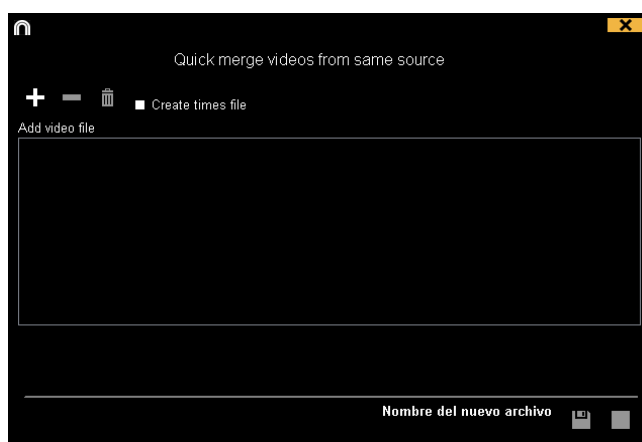 Quick merge videos from same source
Create times file
Add video file
Nombre del nuevo archivo